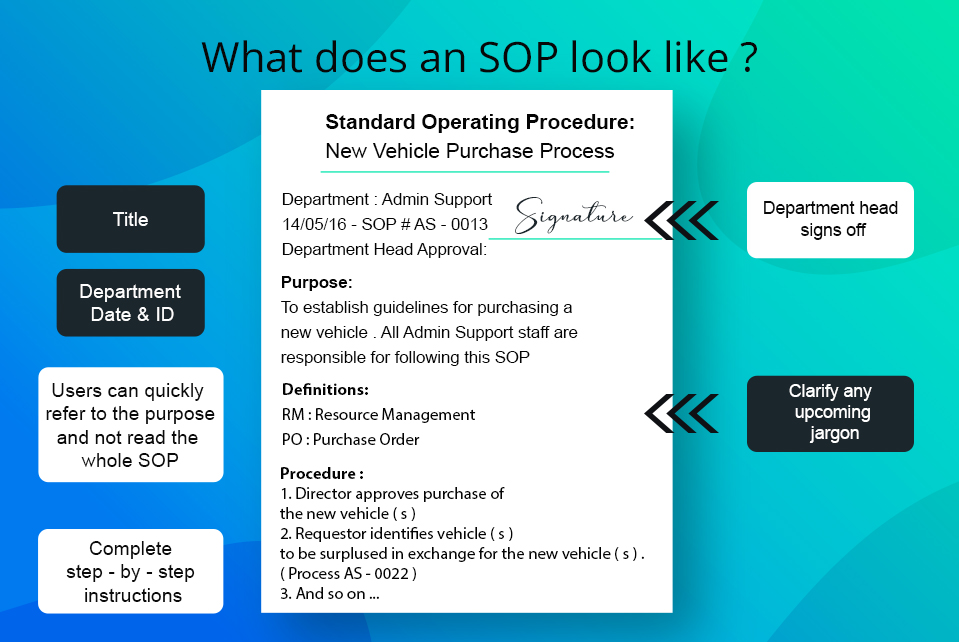 What does an SOP look like ?
Standard Operating Procedure:
New Vehicle Purchase Process
Department : Admin Support
14/05/16 - SOP # AS - 0013
Department Head Approval:
Signature
Purpose:
To establish guidelines for purchasing a
new vehicle . All Admin Support staff are
responsible for following this SOP
Definitions:
RM : Resource Management
PO : Purchase Order
Procedure :
1. Director approves purchase of
the new vehicle ( s )
2. Requestor identifies vehicle ( s )
to be surplused in exchange for the new vehicle ( s ) .
( Process AS - 0022 )
3. And so on ...
Title
Department
Date & ID
Users can quickly
refer to the purpose
and not read the
whole SOP
Complete
step - by - step
instructions
Department head
signs off
Clarify any
upcoming
jargon